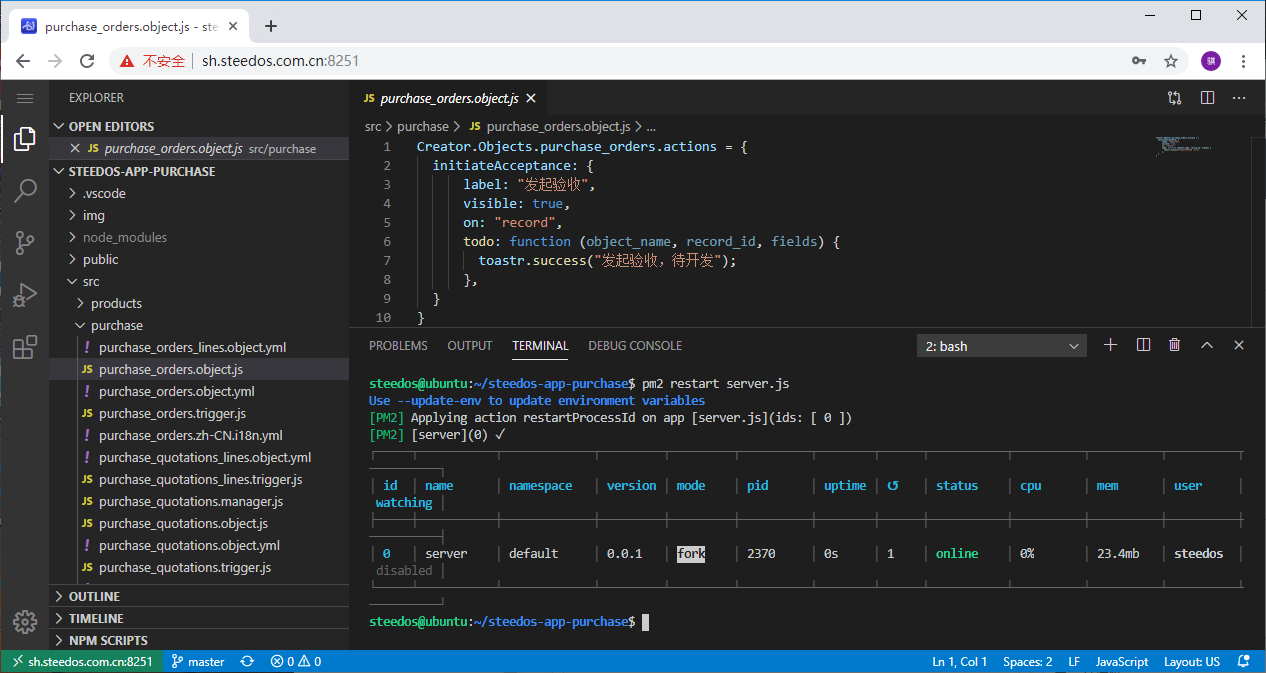 purchase_orders.object.js - ste
不安全 sh.steedos.com.cn:8251
EXPLORER
OPEN EDITORS
JS purchase_orders.object.js src/purchase
STEEDOS-APP-PURCHASE
.vscode
img
node_modules
public
src
products
purchase
! purchase_orders_lines.object.yml
JS purchase_orders.object.js
! purchase_orders.object.yml
JS purchase_orders.trigger.js
! purchase_orders.zh-CN.i18n.yml
! purchase_quotations_lines.object.yml
JS purchase_quotations_lines.trigger.js
JS purchase_quotations.manager.js
JS purchase_quotations.object.js
! purchase_quotations.object.yml
JS purchase_quotations.trigger.js
OUTLINE
TIMELINE
NPM SCRIPTS
JS purchase_orders.object.js
src > purchase > JS purchase_orders.object.js > ...
1 Creator.Objects.purchase_orders.actions = {
2 initiateAcceptance: {
3 label: "发起验收",
4 visible: true,
5 on: "record",
6 todo: function (object_name, record_id, fields) {
7 toastr.success("发起验收，待开发");
8 },
9 }
10 }
PROBLEMS OUTPUT TERMINAL DEBUG CONSOLE 2: bash
steedos@ubuntu:~/steedos-app-purchase$ pm2 restart server.js
Use --update-env to update environment variables
[PM2] Applying action restartProcessId on app [server.js](ids: [ 0 ])
[PM2] [server](0) ✓
│ id │ name │ namespace │ version │ mode │ pid │ uptime │ ↺ │ status │ cpu │ mem │ user │
watching │
│ 0 │ server │ default │ 0.0.1 │ fork │ 2370 │ 0s │ 1 │ online │ 0% │ 23.4mb │ steedos │
disabled │
steedos@ubuntu:~/steedos-app-purchase$
sh.steedos.com.cn:8251 master 0 0 Ln 1, Col 1 Spaces: 2 LF JavaScript Layout: US